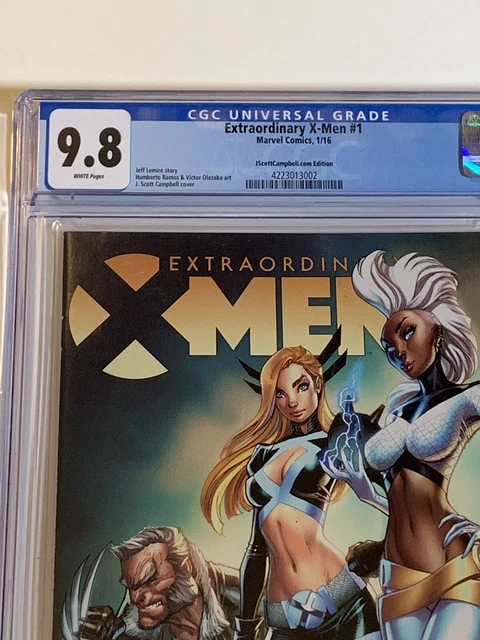 CGC UNIVERSAL GRADE
9.8
WHITE Pages
Extraordinary X-Men #1
Marvel Comics, 1/16
JScottCampbell.com Edition
Jeff Lemire story
Humberto Ramos & Victor Olazaba art
J. Scott Campbell cover
4223013002
EXTRAORDIN
X-MEN